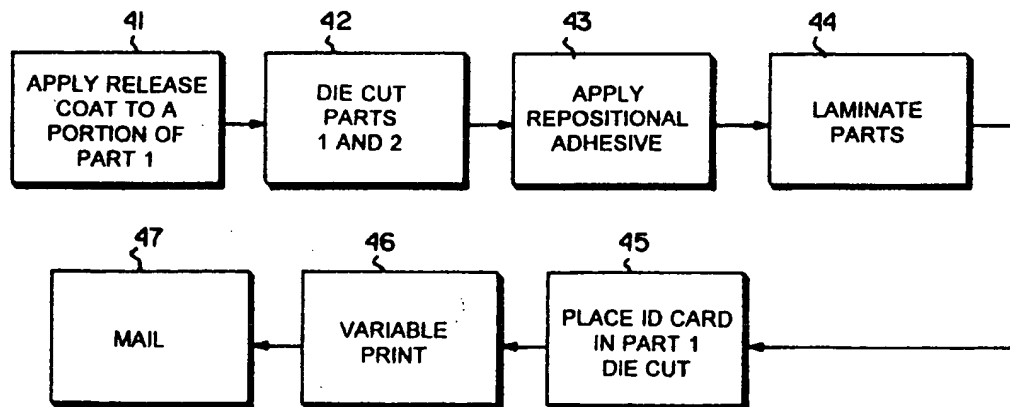 41
APPLY RELEASE
COAT TO A
PORTION OF
PART 1
42
DIE CUT
PARTS
1 AND 2
43
APPLY
REPOSITIONAL
ADHESIVE
44
LAMINATE
PARTS
45
PLACE ID CARD
IN PART 1
DIE CUT
46
VARIABLE
PRINT
47
MAIL